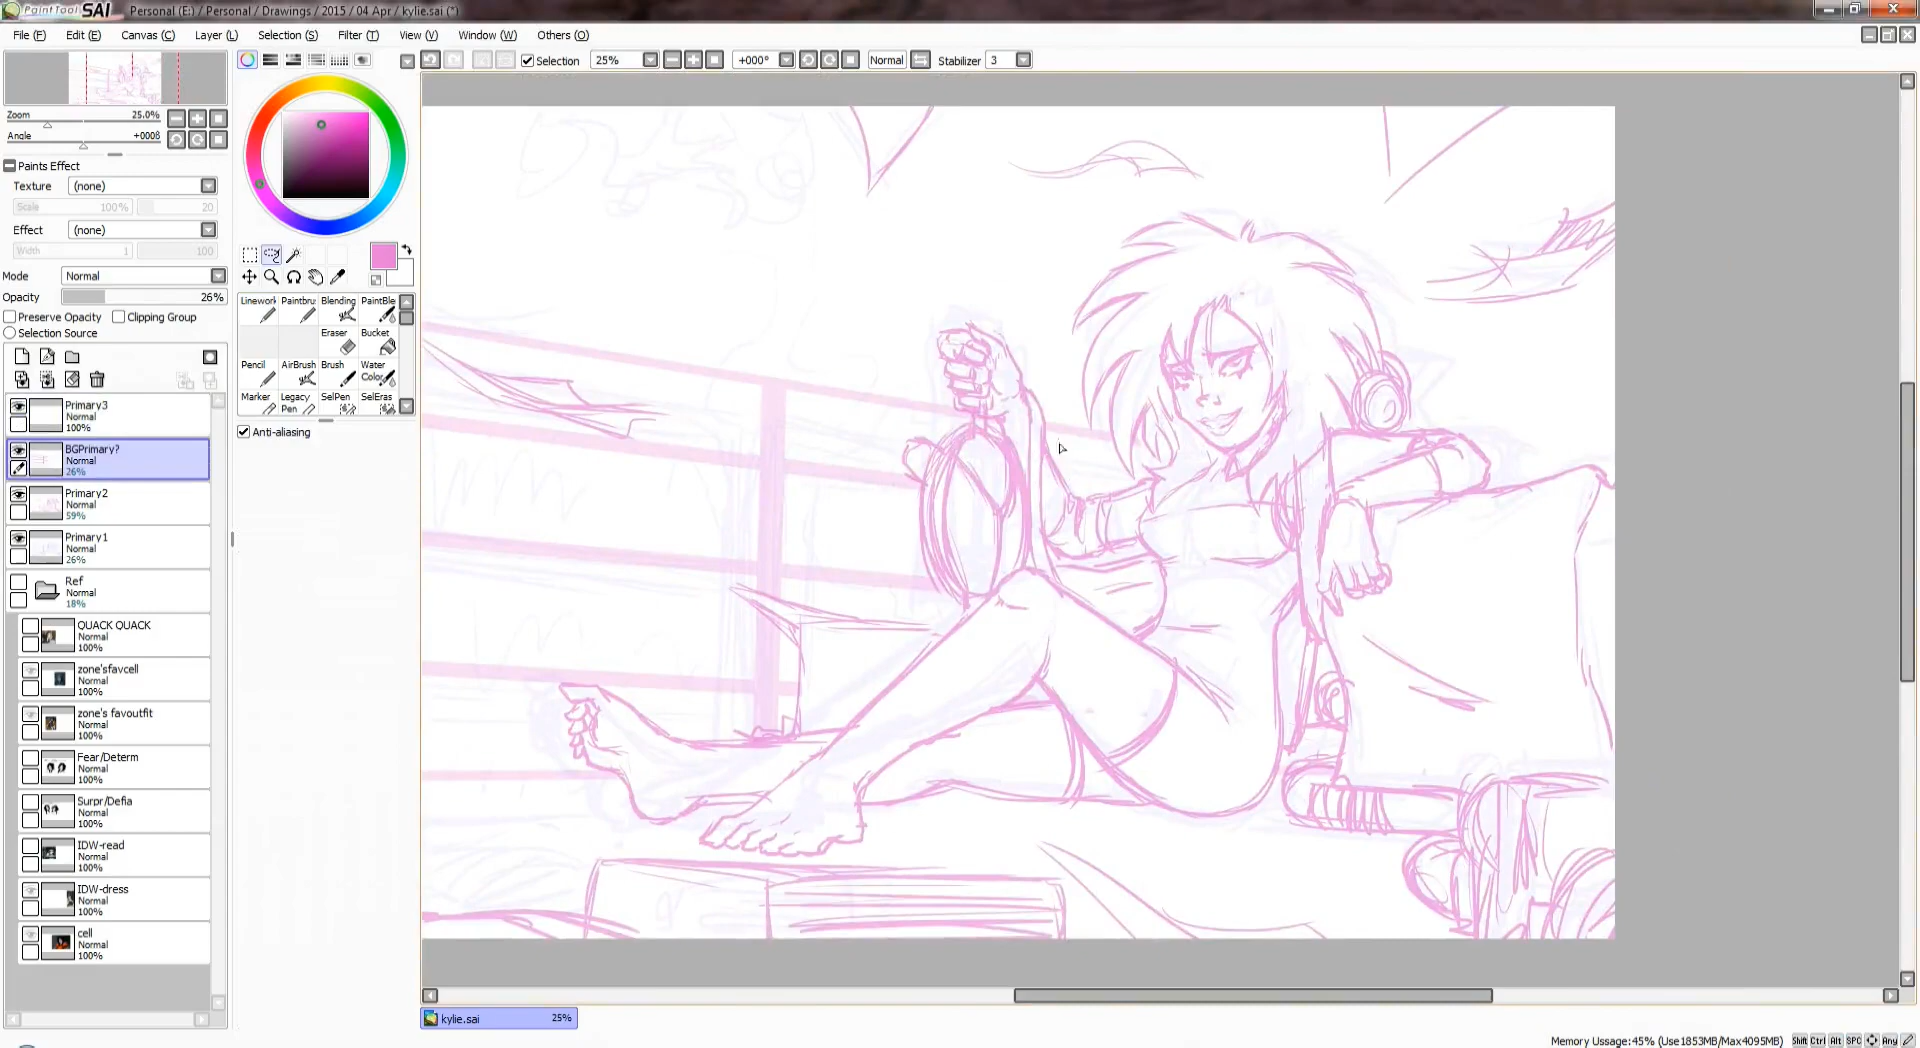 PaintTool SAI Personal (E:) / Personal / Drawings / 2015 / 04 Apr / kylie.sai (*)
File (F) Edit (E) Canvas (C) Layer (L) Selection (S) Filter (T) View (V) Window (W) Others (O)
Selection 25% +000° Normal Stabilizer 3
Zoom 25.0%
Angle +000ß
Paints Effect
Texture (none)
Scale 100% 20
Effect (none)
Width 1 100
Mode Normal
Opacity 26%
Preserve Opacity Clipping Group
Selection Source
Primary3
Normal
100%
BGPrimary?
Normal
26%
Primary2
Normal
59%
Primary1
Normal
26%
Ref
Normal
18%
QUACK QUACK
Normal
100%
zone'sfavcell
Normal
100%
zone's favoutfit
Normal
100%
Fear/Determ
Normal
100%
Surpr/Defia
Normal
100%
IDW-read
Normal
100%
IDW-dress
Normal
100%
cell
Normal
100%
Linework Paintbru Blending PaintBle
Eraser Bucket
Pencil AirBrush Brush Water Color
Marker Legacy Pen SelPen SelEras
Anti-aliasing
kylie.sai 25%
Memory Ussage:45% (Use1853MB/Max4095MB) Shift Ctrl Alt SPC Any